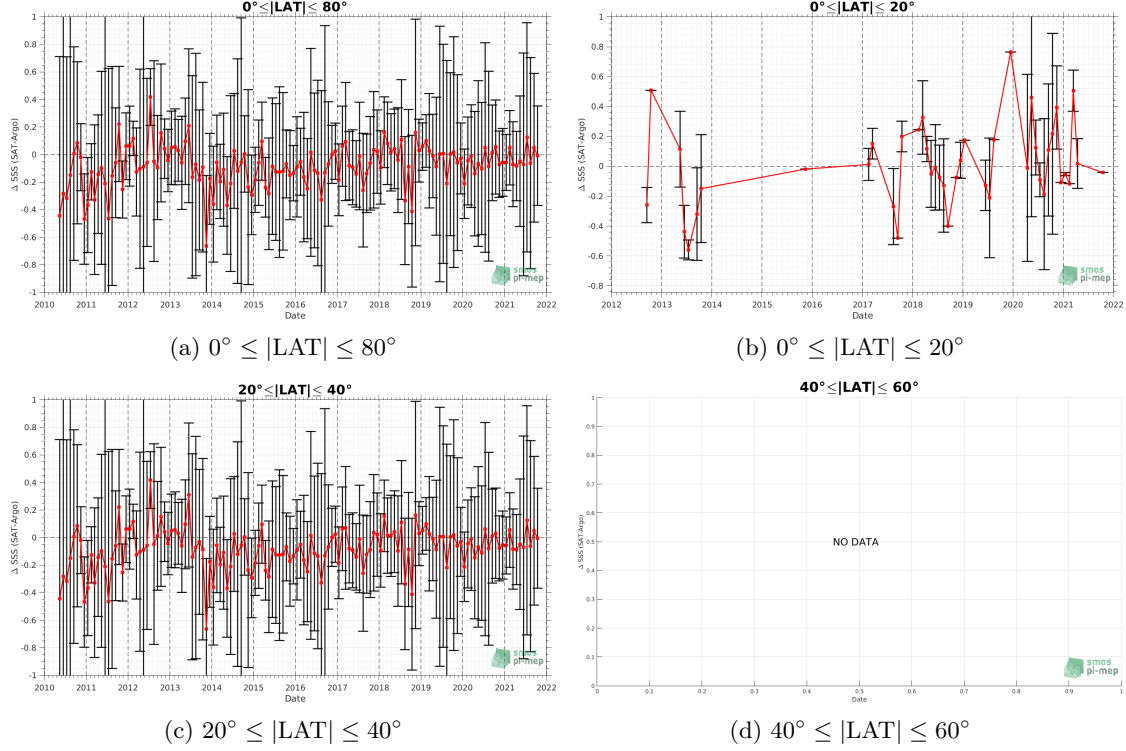 0°≤|LAT|≤ 80°
1
0.8
0.6
0.4
0.2
0
-0.2
-0.4
-0.6
-0.8
-1
Δ SSS (SAT-Argo)
2010 2011 2012 2013 2014 2015 2016 2017 2018 2019 2020 2021 2022
Date
smos
pi-mep
(a) 0° ≤ |LAT| ≤ 80°
0°≤|LAT|≤ 20°
1
0.8
0.6
0.4
0.2
0
-0.2
-0.4
-0.6
-0.8
Δ SSS (SAT-Argo)
2012 2013 2014 2015 2016 2017 2018 2019 2020 2021 2022
Date
smos
pi-mep
(b) 0° ≤ |LAT| ≤ 20°
20°≤|LAT|≤ 40°
1
0.8
0.6
0.4
0.2
0
-0.2
-0.4
-0.6
-0.8
-1
Δ SSS (SAT-Argo)
2010 2011 2012 2013 2014 2015 2016 2017 2018 2019 2020 2021 2022
Date
smos
pi-mep
(c) 20° ≤ |LAT| ≤ 40°
40°≤|LAT|≤ 60°
1
0.9
0.8
0.7
0.6
0.5
0.4
0.3
0.2
0.1
0
Δ SSS (SAT-Argo)
NO DATA
0 0.1 0.2 0.3 0.4 0.5 0.6 0.7 0.8 0.9 1
Date
smos
pi-mep
(d) 40° ≤ |LAT| ≤ 60°